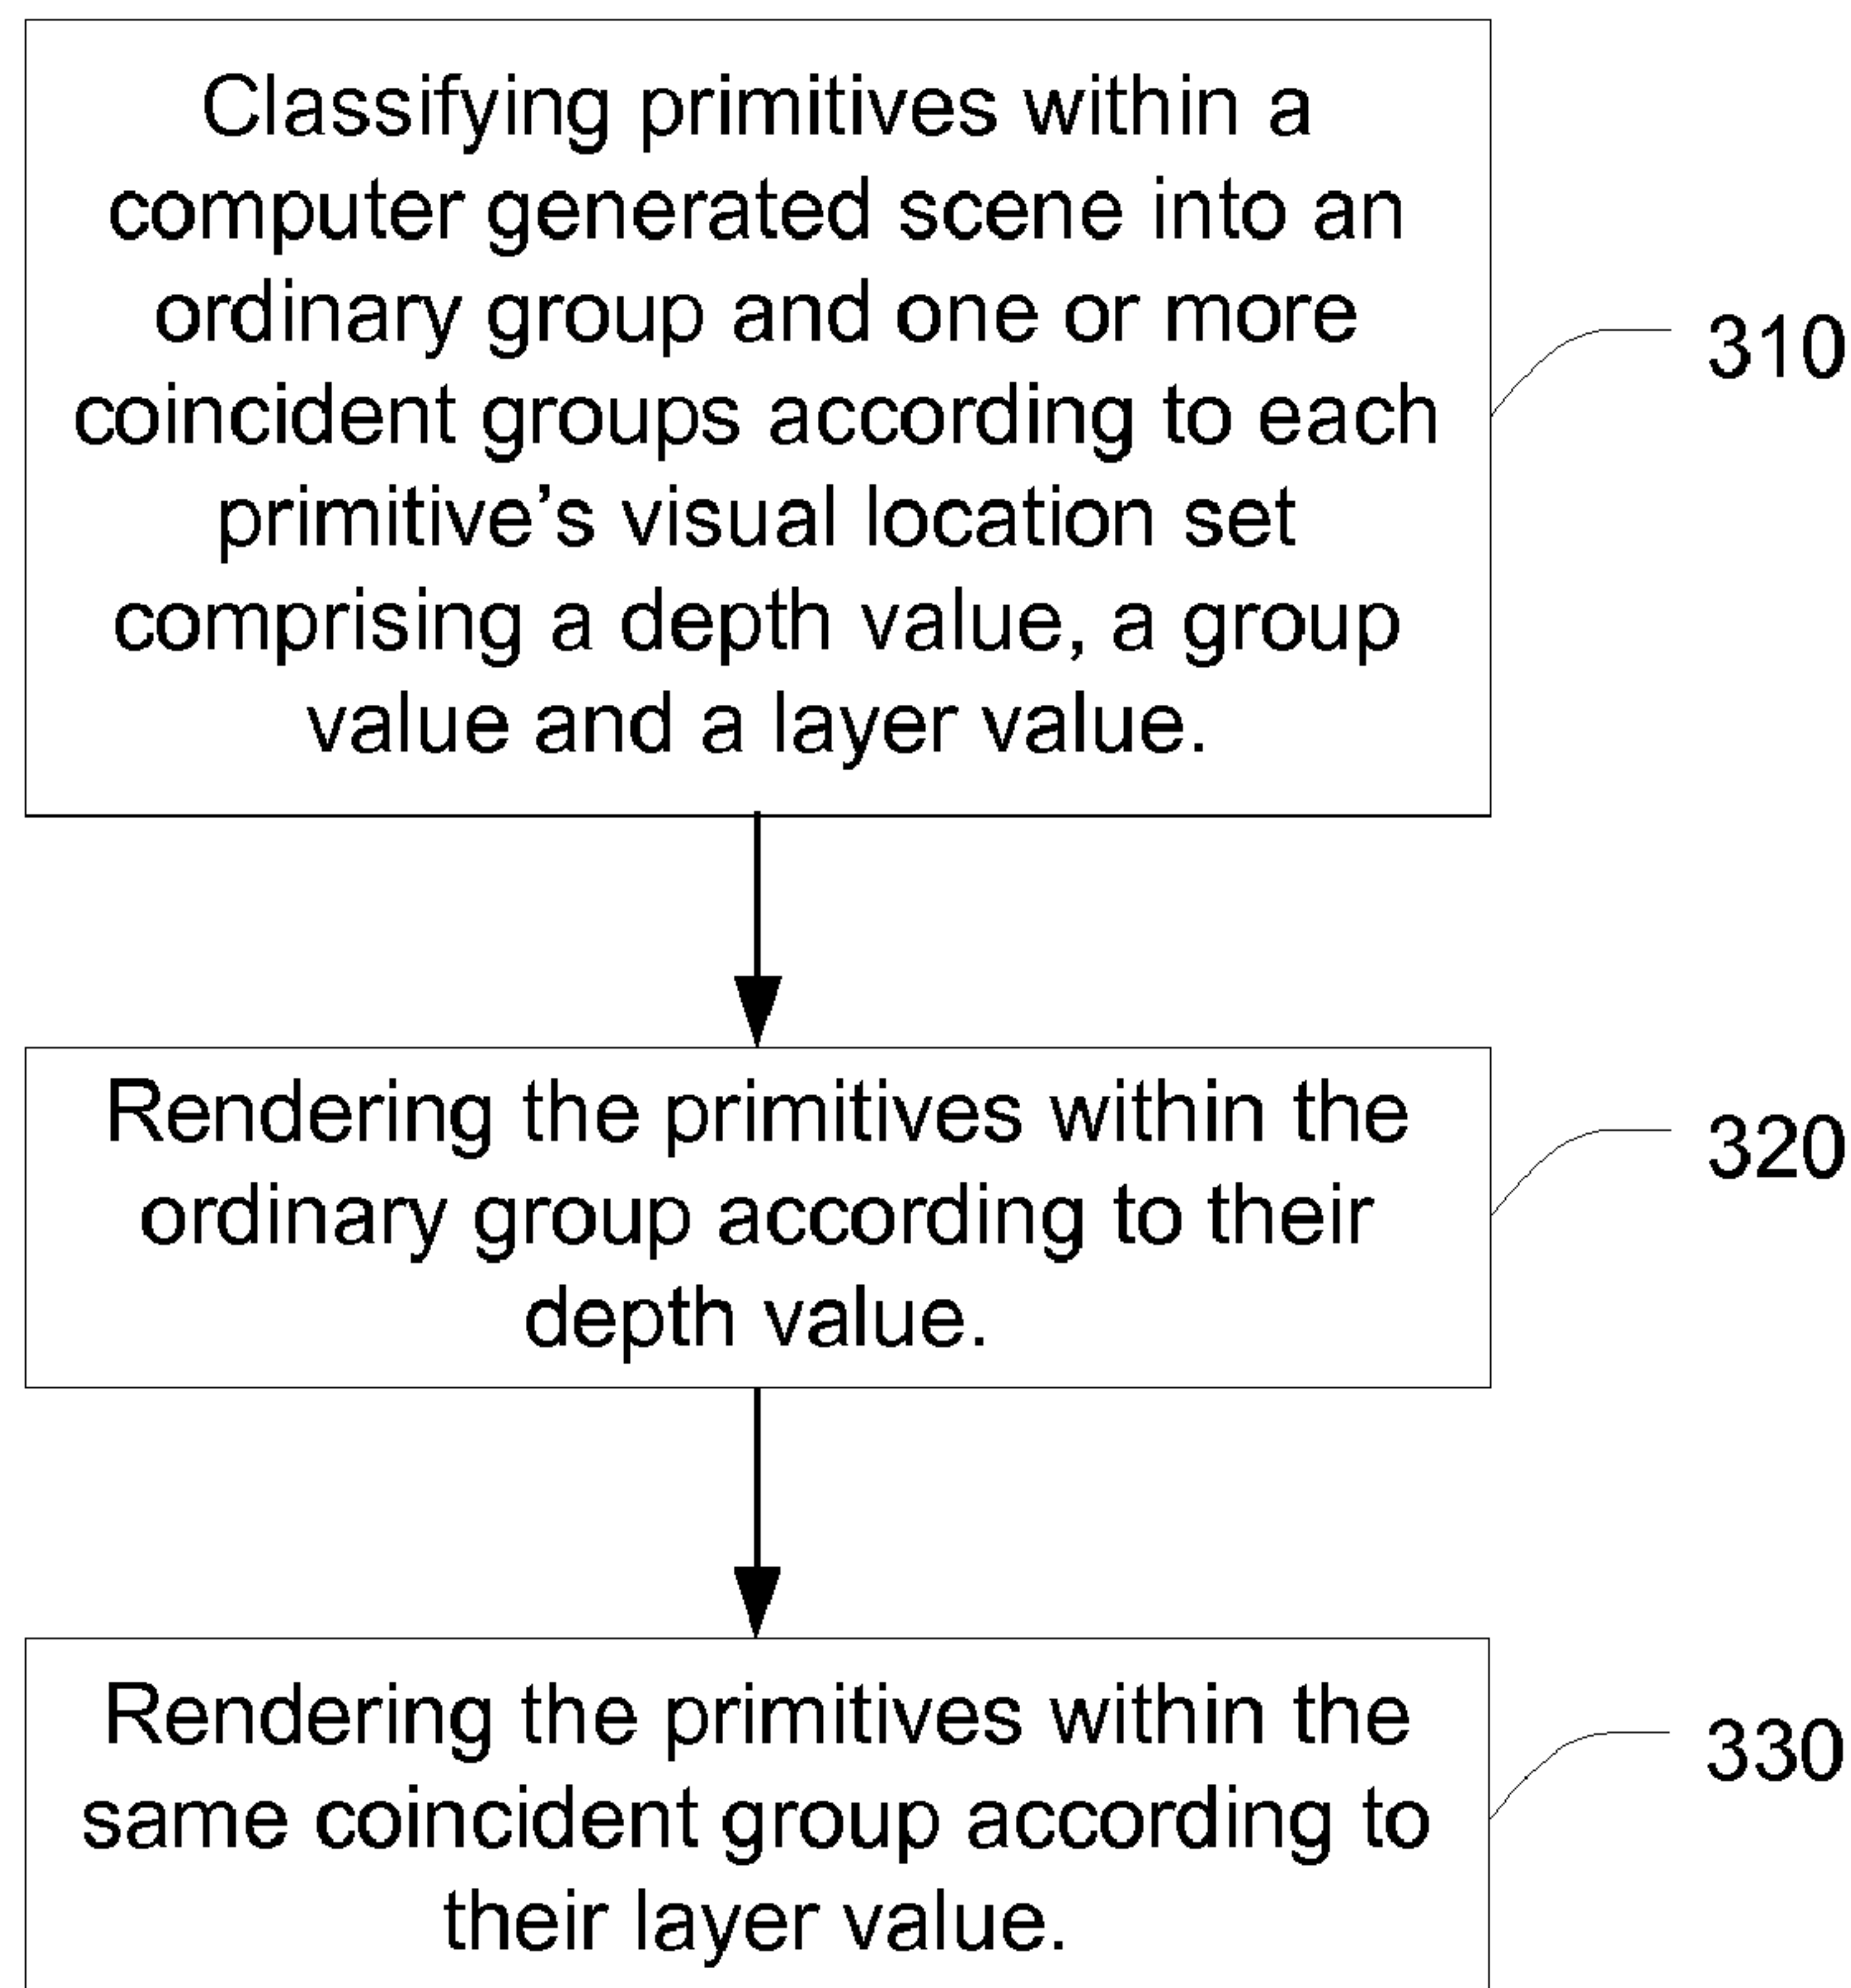 Classifying primitives within a
computer generated scene into an
ordinary group and one or more
coincident groups according to each
primitive’s visual location set
comprising a depth value, a group
value and a layer value.
310
Rendering the primitives within the
ordinary group according to their
depth value.
320
Rendering the primitives within the
same coincident group according to
their layer value.
330